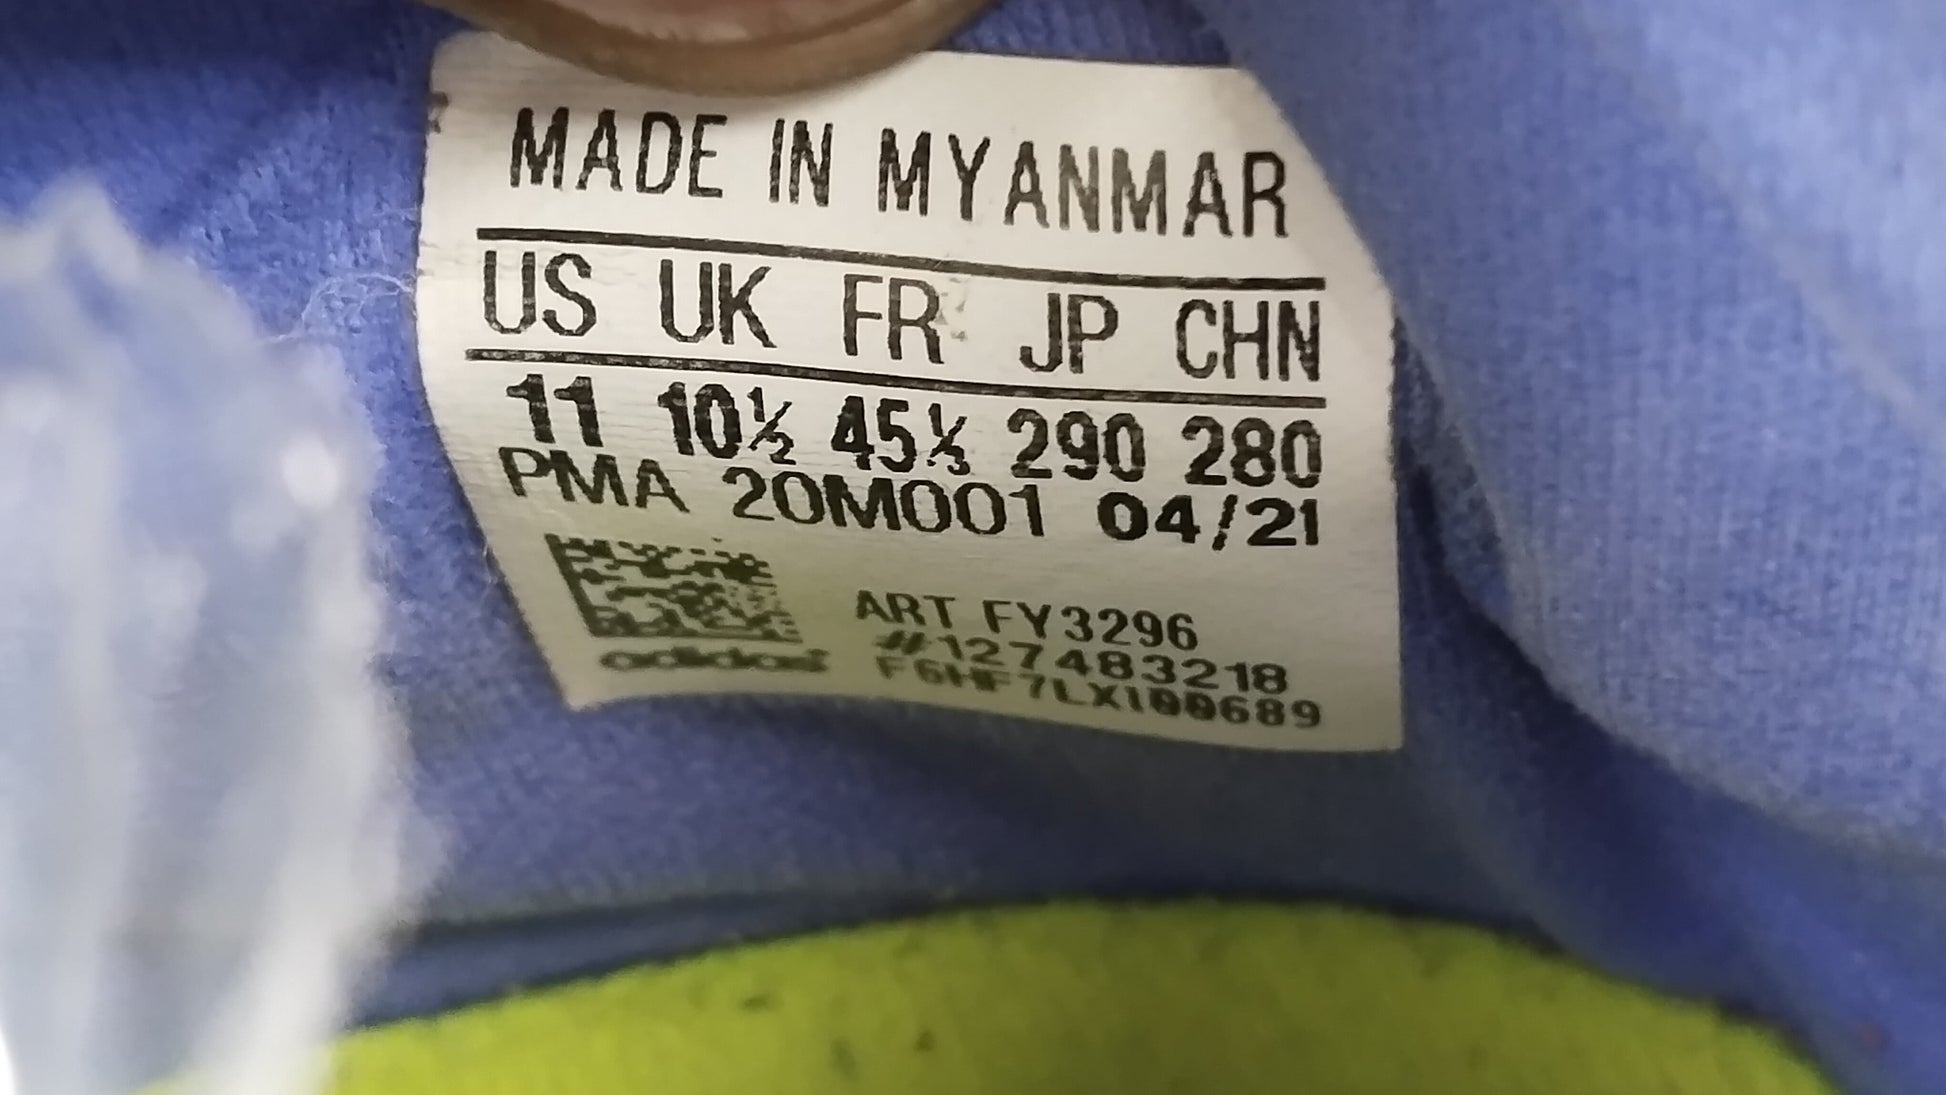 MADE IN MYANMAR
US UK FR JP CHN
11 10½ 45⅓ 290 280
PMA 20M001 04/21
ART FY3296
#127483218
adidas F6HF7LX100689